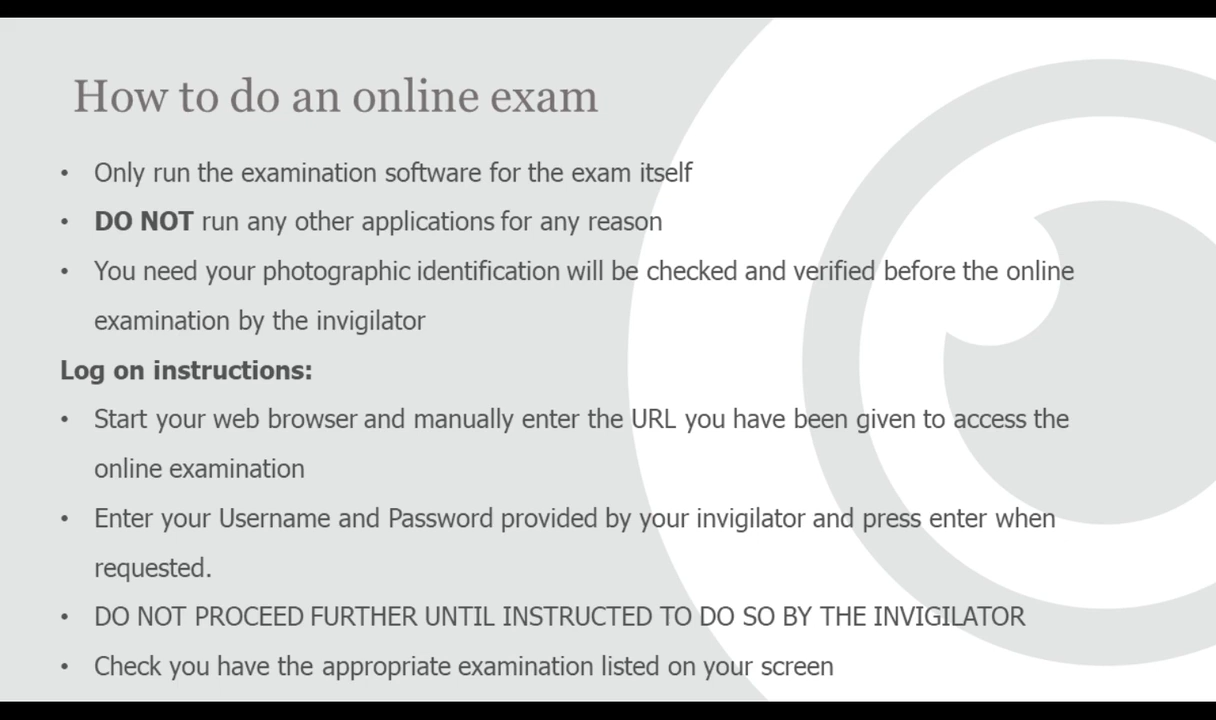 How to do an online exam
• Only run the examination software for the exam itself
• DO NOT run any other applications for any reason
• You need your photographic identification will be checked and verified before the online
examination by the invigilator
Log on instructions:
• Start your web browser and manually enter the URL you have been given to access the
online examination
• Enter your Username and Password provided by your invigilator and press enter when
requested.
• DO NOT PROCEED FURTHER UNTIL INSTRUCTED TO DO SO BY THE INVIGILATOR
• Check you have the appropriate examination listed on your screen